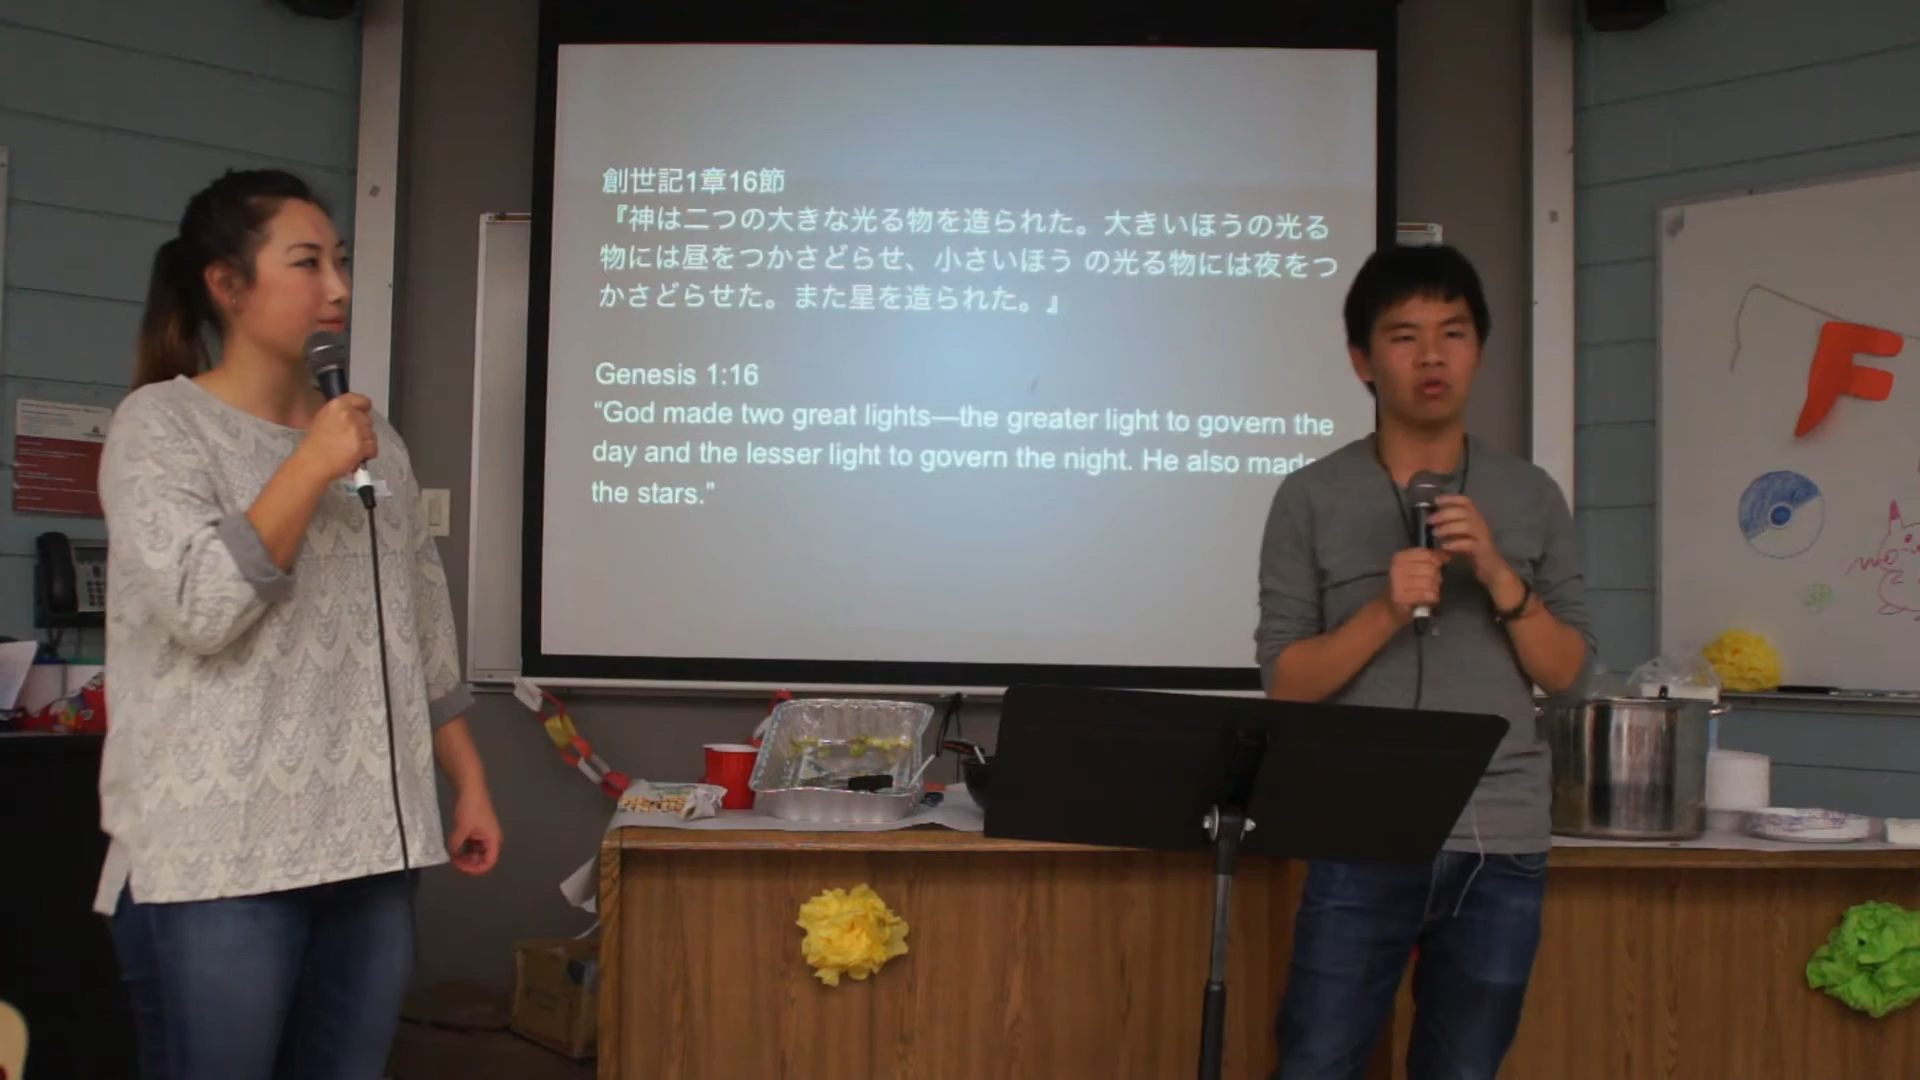 創世記1章16節
『神は二つの大きな光る物を造られた。大きいほうの光る
物には昼をつかさどらせ、小さいほう の光る物には夜をつ
かさどらせた。また星を造られた。』
Genesis 1:16
“God made two great lights—the greater light to govern the
day and the lesser light to govern the night. He also made
the stars.”
F